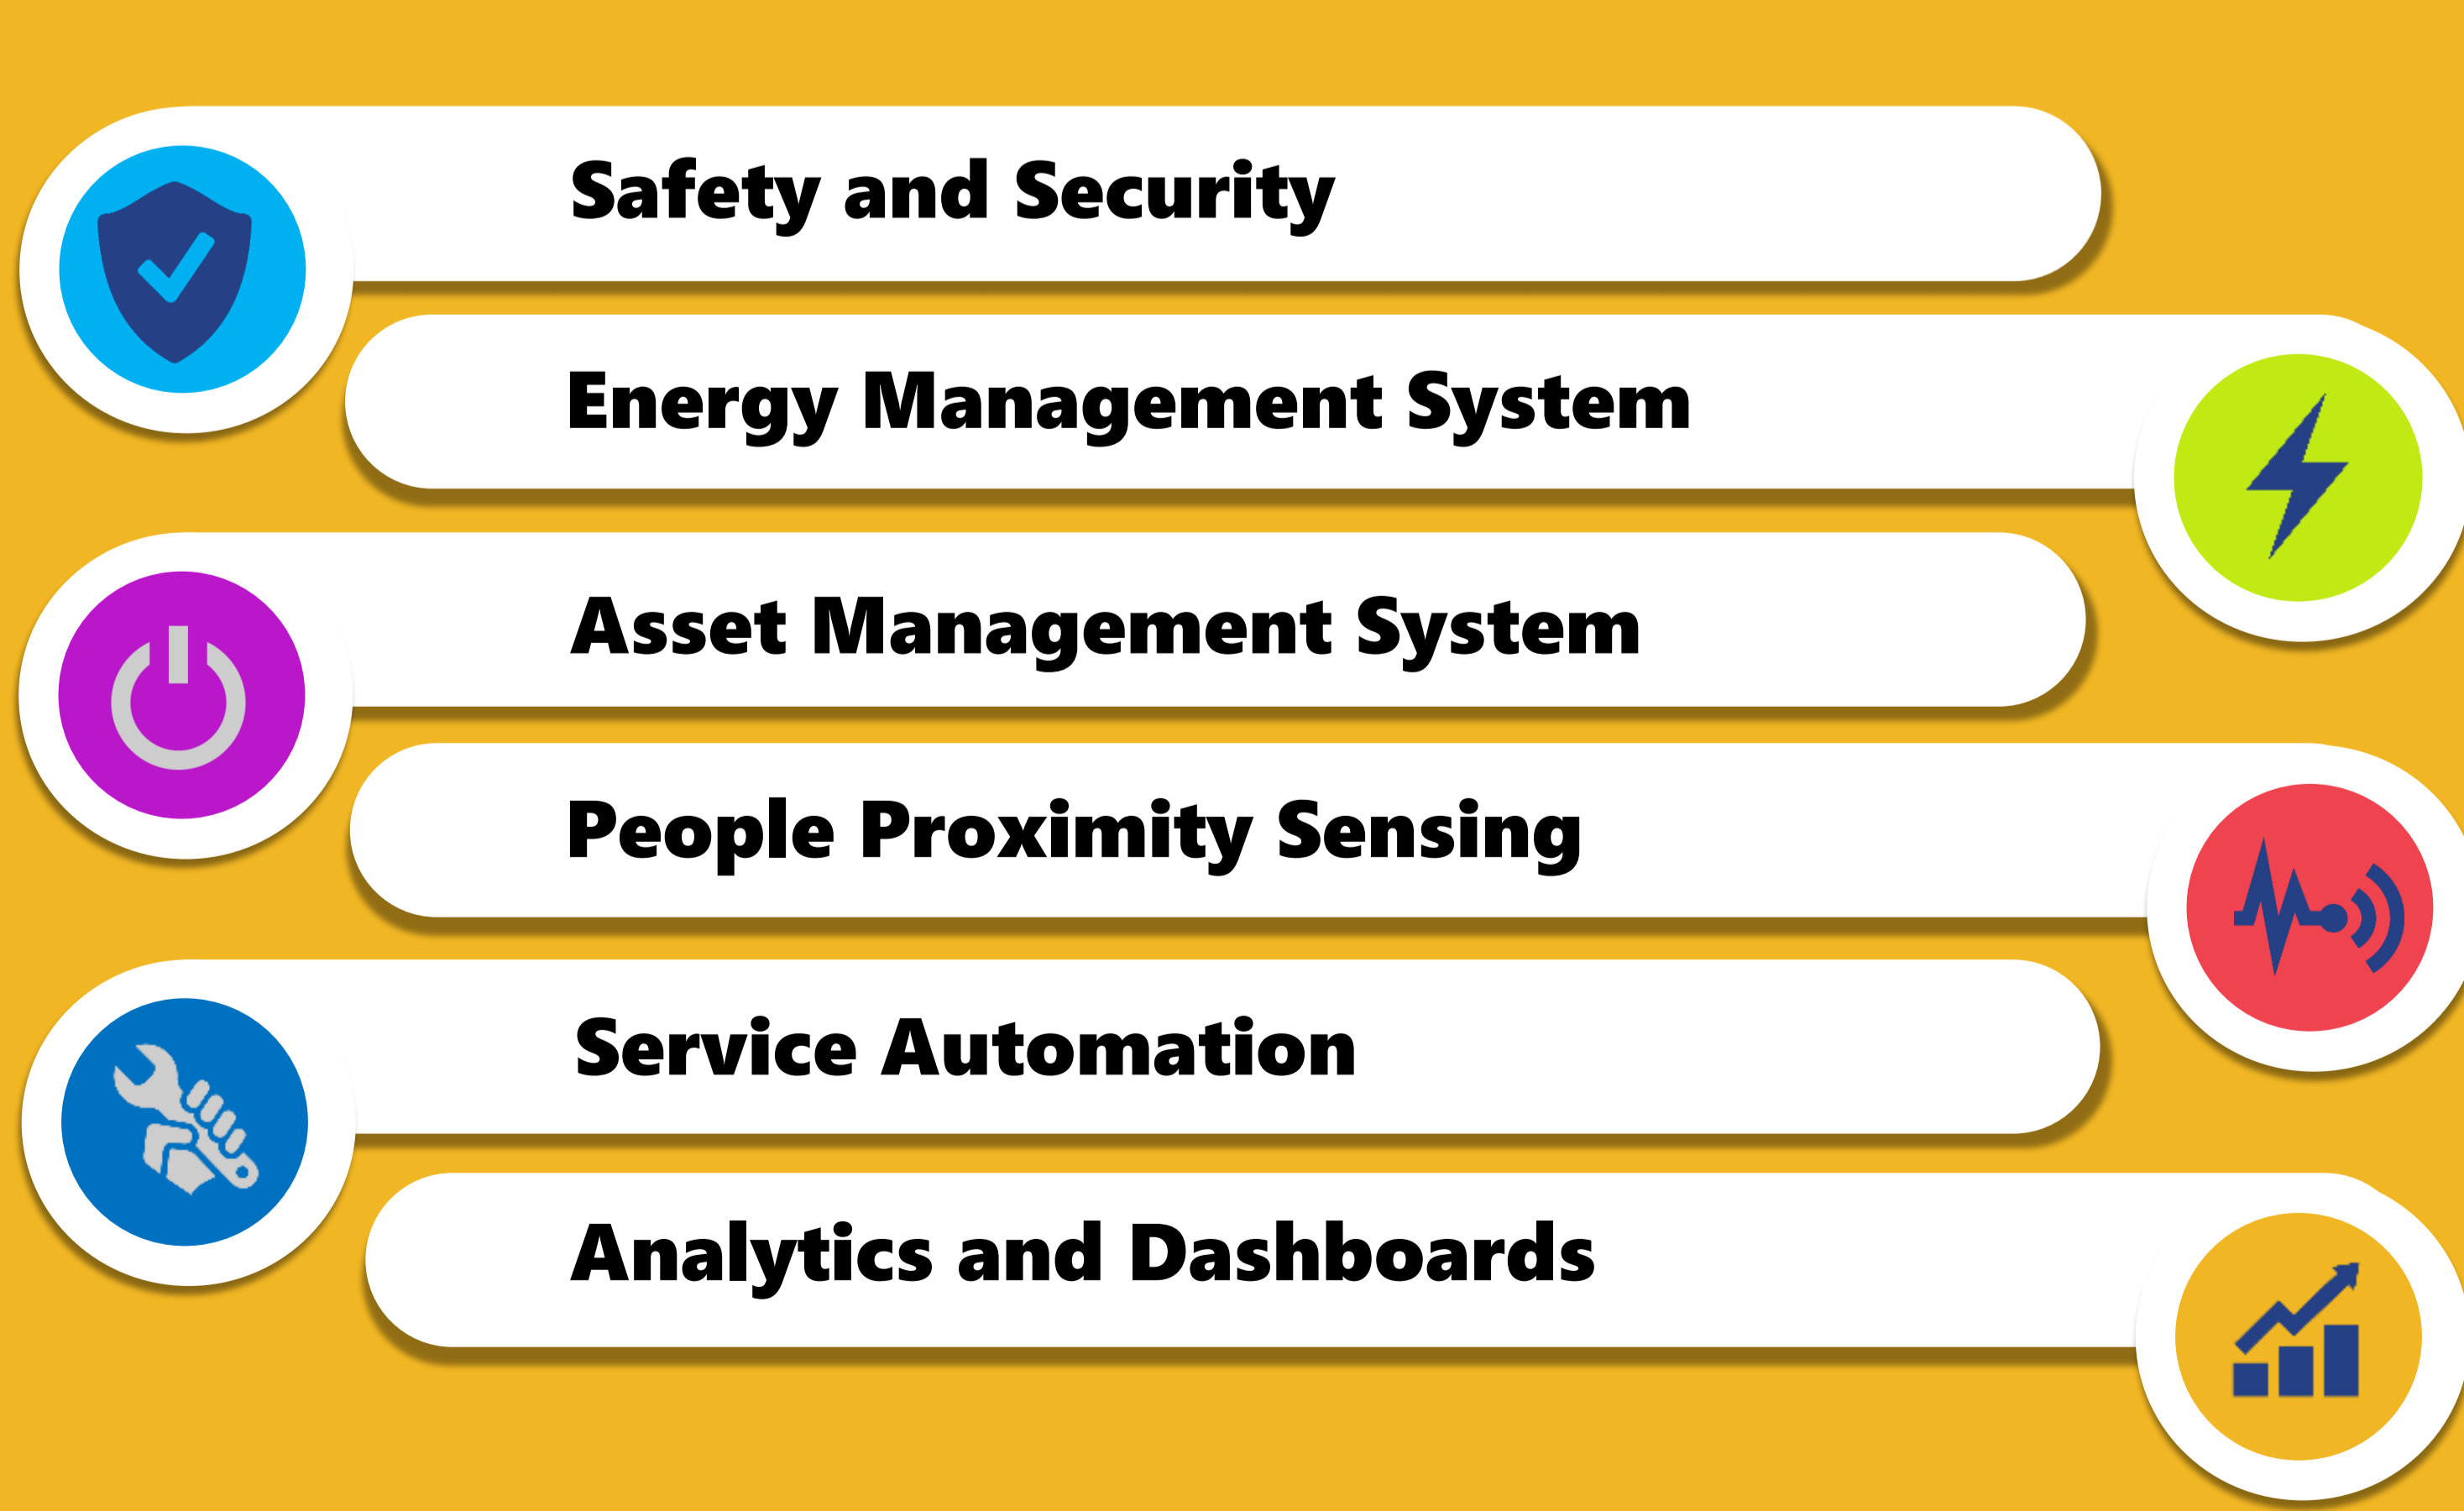 Safety and Security
Energy Management System
Asset Management System
People Proximity Sensing
Service Automation
Analytics and Dashboards